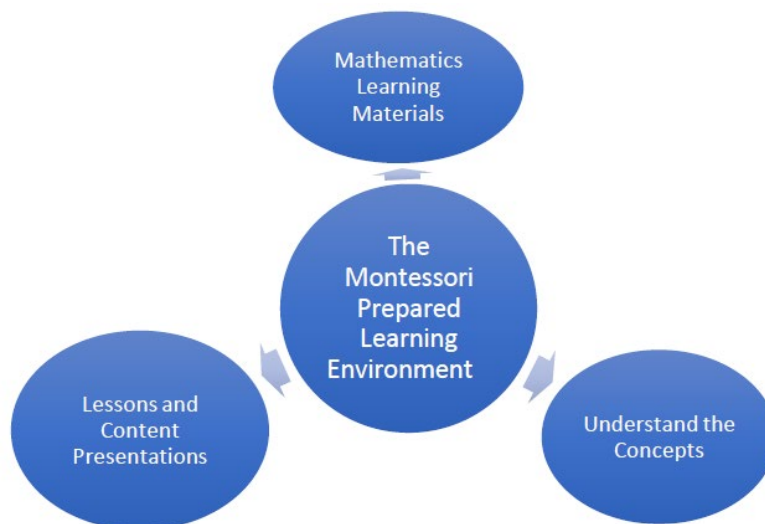 Mathematics
Learning
Materials
The
Montessori
Prepared
Learning
Environment
Lessons and
Content
Presentations
Understand the
Concepts